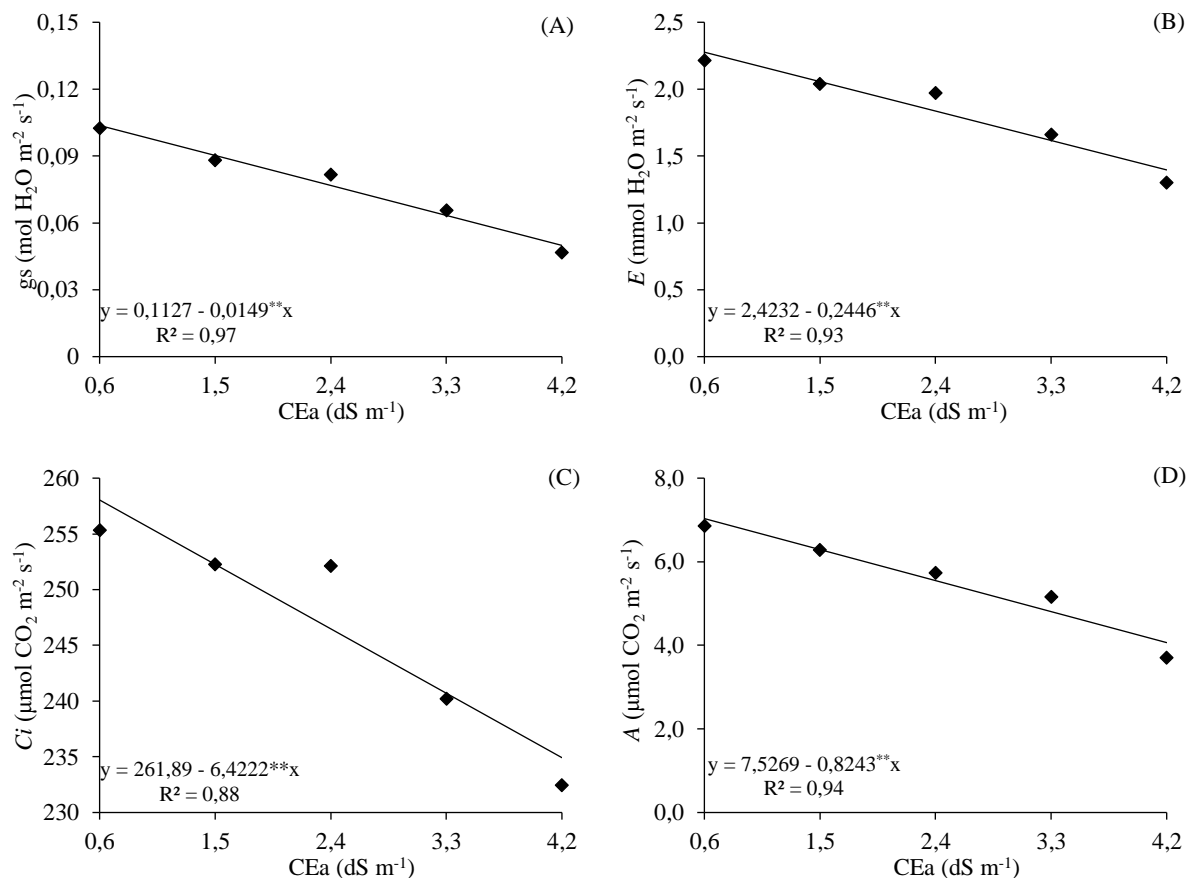 (A)
gs (mol H₂O m⁻² s⁻¹)
0,15
0,12
0,09
0,06
0,03
0
y = 0,1127 - 0,0149**x
R² = 0,97
0,6 1,5 2,4 3,3 4,2
CEa (dS m⁻¹)
(B)
E (mmol H₂O m⁻² s⁻¹)
2,5
2,0
1,5
1,0
0,5
0,0
y = 2,4232 - 0,2446**x
R² = 0,93
0,6 1,5 2,4 3,3 4,2
CEa (dS m⁻¹)
(C)
Ci (µmol CO₂ m⁻² s⁻¹)
260
255
250
245
240
235
230
y = 261,89 - 6,4222**x
R² = 0,88
0,6 1,5 2,4 3,3 4,2
CEa (dS m⁻¹)
(D)
A (µmol CO₂ m⁻² s⁻¹)
8,0
6,0
4,0
2,0
0,0
y = 7,5269 - 0,8243**x
R² = 0,94
0,6 1,5 2,4 3,3 4,2
CEa (dS m⁻¹)